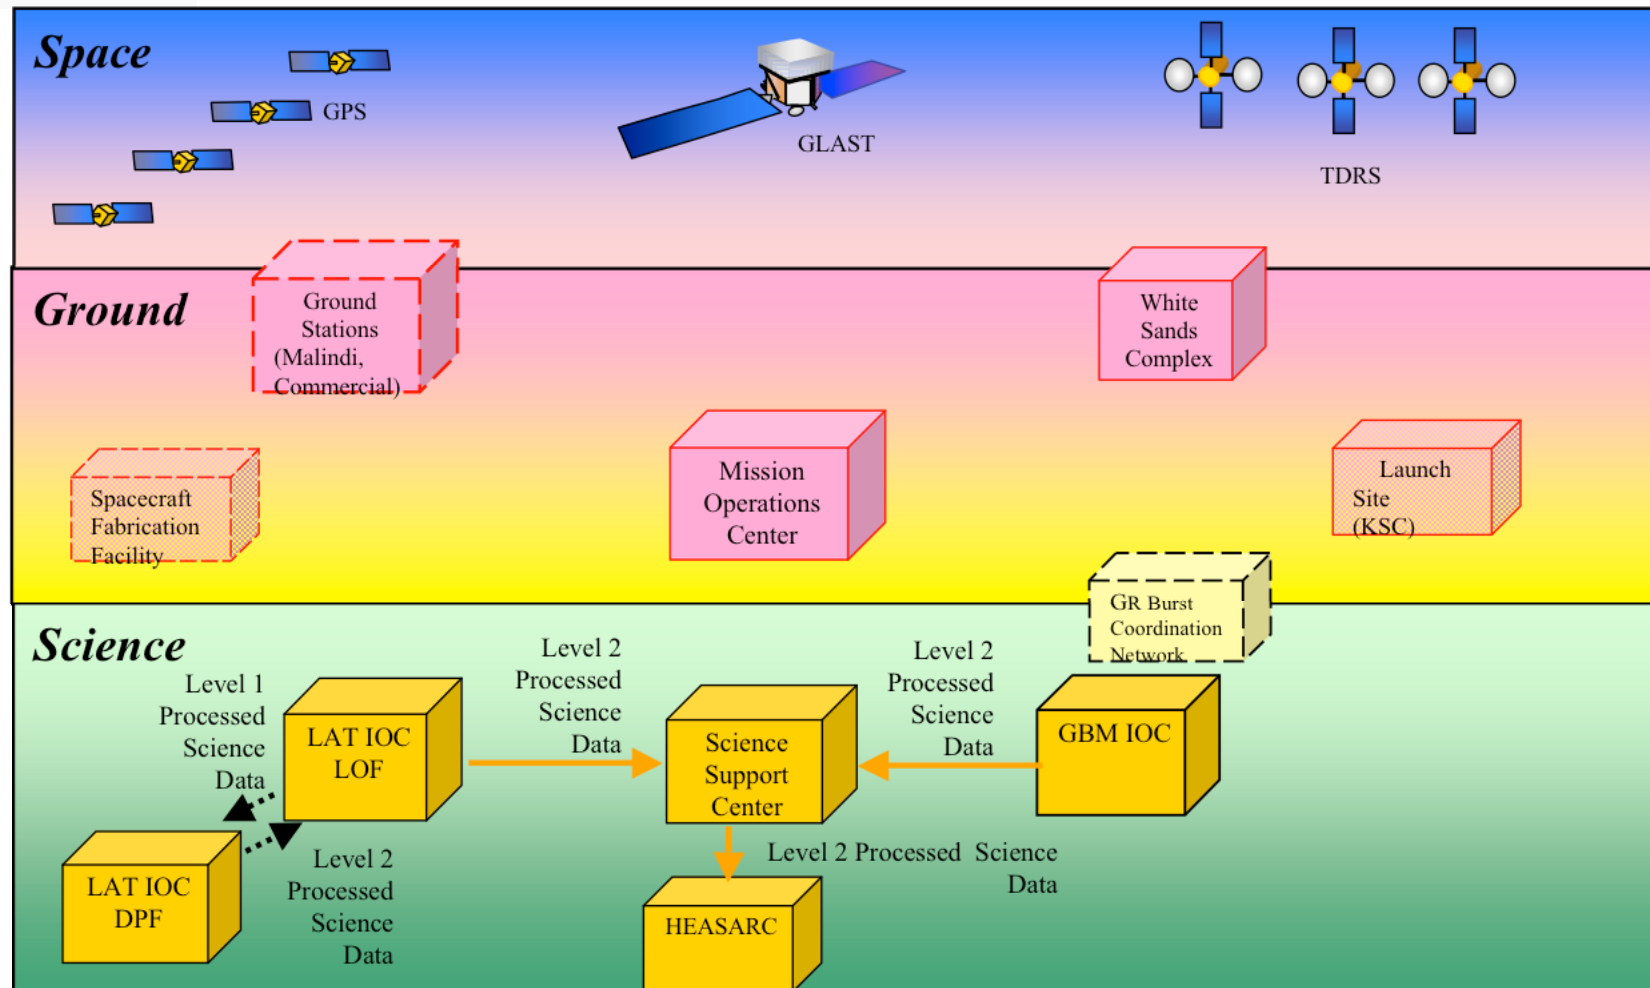 Space
GPS
GLAST
TDRS
Ground
Ground
Stations
(Malindi,
Commercial)
White
Sands
Complex
Spacecraft
Fabrication
Facility
Mission
Operations
Center
Launch
Site
(KSC)
GR Burst
Coordination
Network
Science
Level 1
Processed
Science
Data
LAT IOC
LOF
Level 2
Processed
Science
Data
Science
Support
Center
Level 2
Processed
Science
Data
GBM IOC
LAT IOC
DPF
Level 2
Processed
Science
Data
Level 2 Processed Science
Data
HEASARC